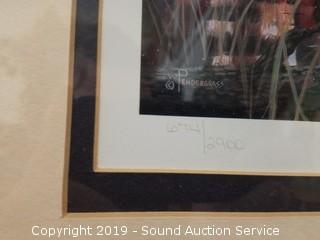 © Pendergrass
674/2900
Copyright 2019 - Sound Auction Service